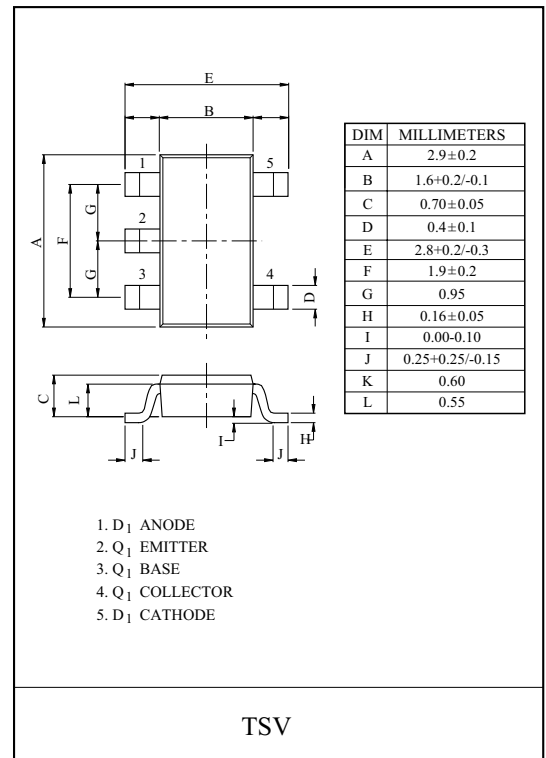 E
B
1
5
G
2
A
F
G
3
4
D
C
L
I
H
J
J
DIM MILLIMETERS
A 2.9±0.2
B 1.6+0.2/-0.1
C 0.70±0.05
D 0.4±0.1
E 2.8+0.2/-0.3
F 1.9±0.2
G 0.95
H 0.16±0.05
I 0.00-0.10
J 0.25+0.25/-0.15
K 0.60
L 0.55
1. D1 ANODE
2. Q1 EMITTER
3. Q1 BASE
4. Q1 COLLECTOR
5. D1 CATHODE
TSV